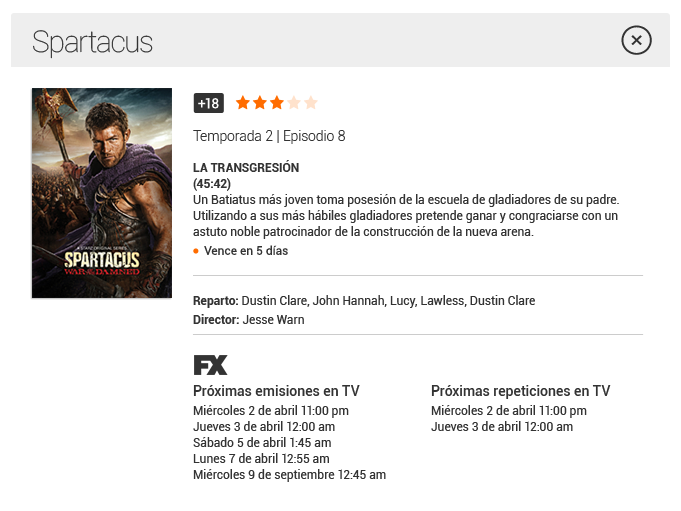 Spartacus
+18
Temporada 2 | Episodio 8
LA TRANSGRESIÓN
(45:42)
Un Batiatus más joven toma posesión de la escuela de gladiadores de su padre.
Utilizando a sus más hábiles gladiadores pretende ganar y congraciarse con un
astuto noble patrocinador de la construcción de la nueva arena.
Vence en 5 días
A STARZ ORIGINAL SERIES
SPARTACUS
WAR OF THE DAMNED
Reparto: Dustin Clare, John Hannah, Lucy, Lawless, Dustin Clare
Director: Jesse Warn
FX
Próximas emisiones en TV
Miércoles 2 de abril 11:00 pm
Jueves 3 de abril 12:00 am
Sábado 5 de abril 1:45 am
Lunes 7 de abril 12:55 am
Miércoles 9 de septiembre 12:45 am
Próximas repeticiones en TV
Miércoles 2 de abril 11:00 pm
Jueves 3 de abril 12:00 am